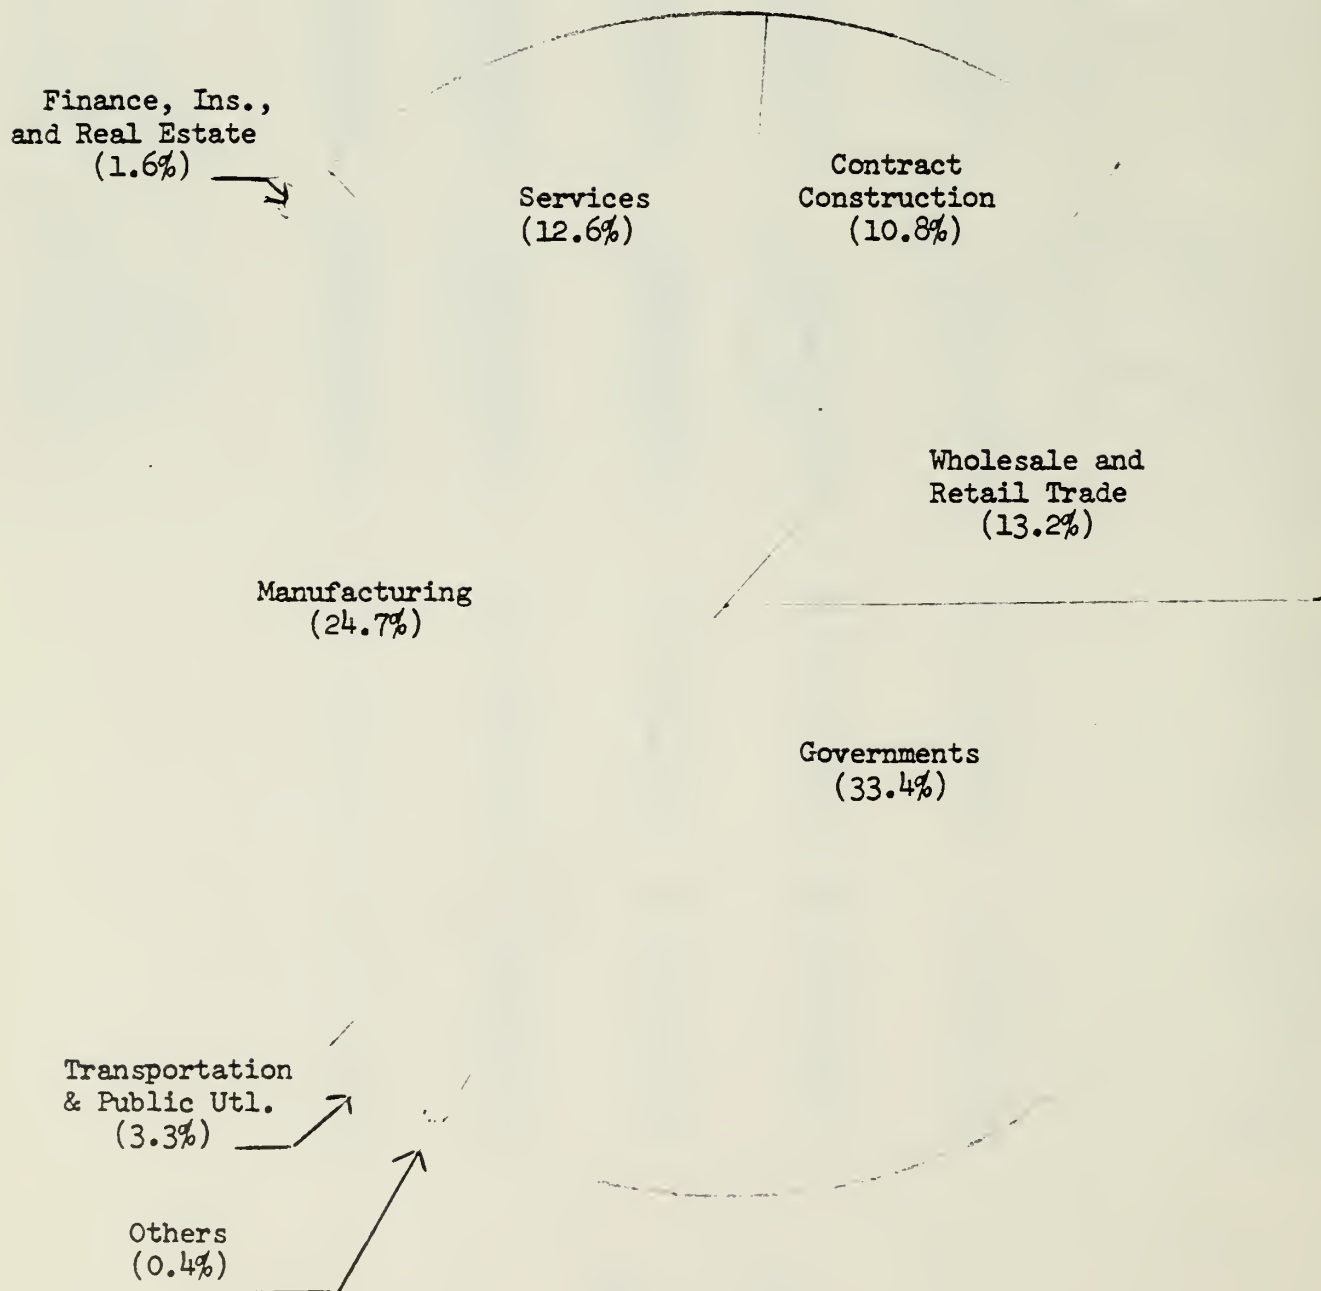 Finance, Ins.,
and Real Estate
(1.6%)
Services
(12.6%)
Contract
Construction
(10.8%)
Wholesale and
Retail Trade
(13.2%)
Manufacturing
(24.7%)
Governments
(33.4%)
Transportation
& Public Utl.
(3.3%)
Others
(0.4%)